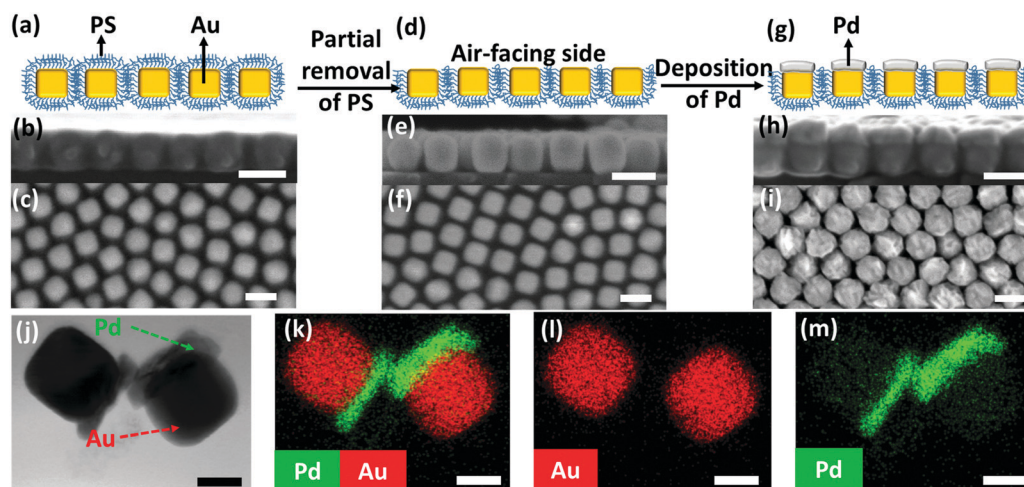 (a)
PS
Au
Partial
removal
of PS
(d)
Air-facing side
Deposition
of Pd
(g)
Pd
(b)
(e)
(h)
(c)
(f)
(i)
(j)
Pd
Au
(k)
Pd
Au
(l)
Au
(m)
Pd